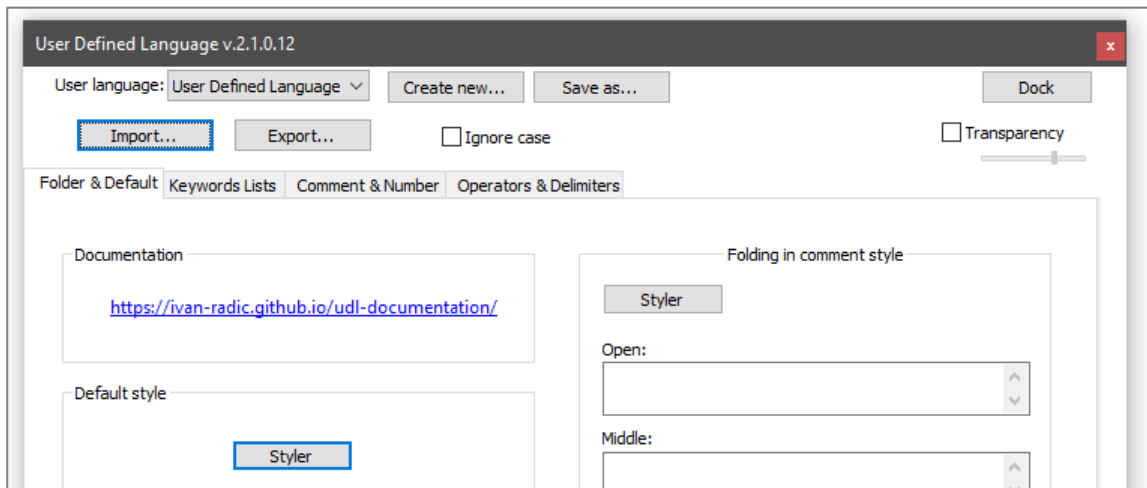 User Defined Language v.2.1.0.12
x
User language: User Defined Language Create new... Save as... Dock
Import... Export... Ignore case Transparency
Folder & Default Keywords Lists Comment & Number Operators & Delimiters
Documentation
https://ivan-radic.github.io/udl-documentation/
Default style
Styler
Folding in comment style
Styler
Open:
Middle: